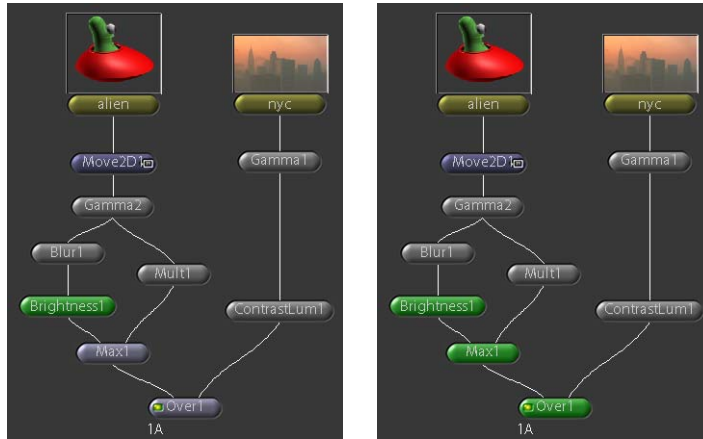 alien
nyc
Move2D1
Gamma1
Gamma2
Blur1
Mult1
Brightness1
ContrastLum1
Max1
Over1
1A
alien
nyc
Move2D1
Gamma1
Gamma2
Blur1
Mult1
Brightness1
ContrastLum1
Max1
Over1
1A